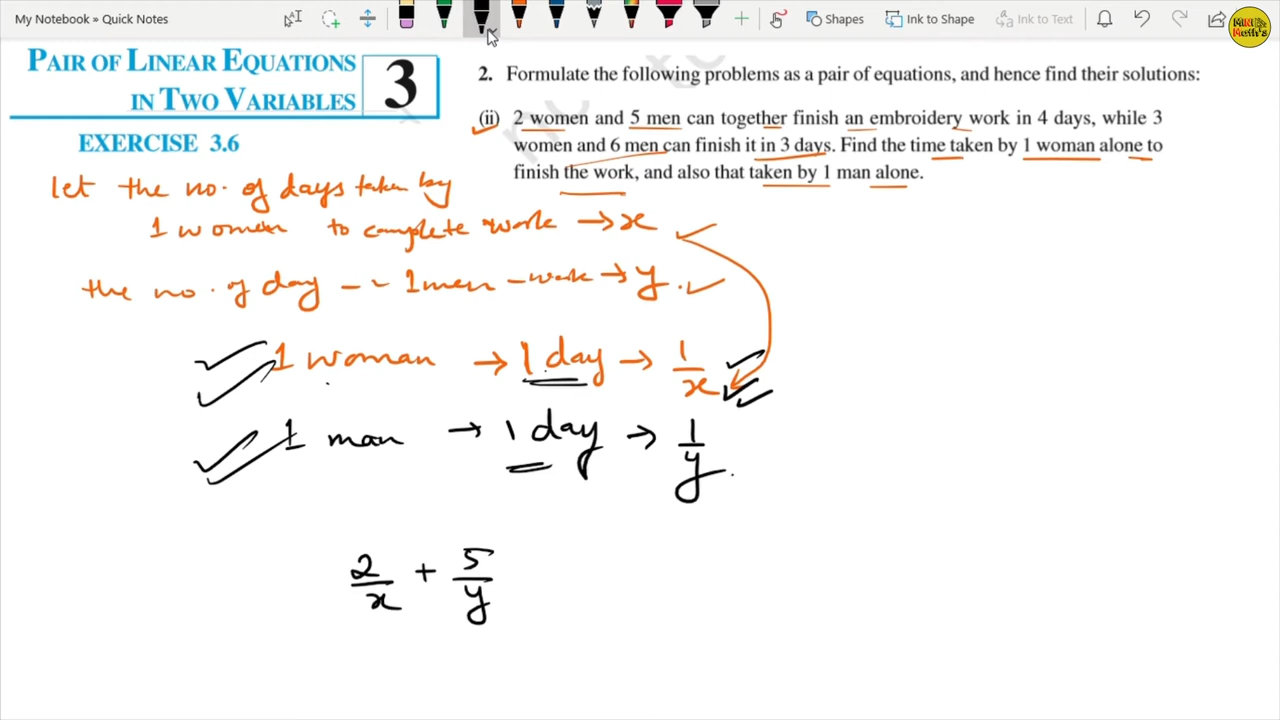 My Notebook » Quick Notes
Shapes
Ink to Shape
Ink to Text
MINI
Math's
PAIR OF LINEAR EQUATIONS
IN TWO VARIABLES
3
EXERCISE 3.6
2. Formulate the following problems as a pair of equations, and hence find their solutions:
(ii) 2 women and 5 men can together finish an embroidery work in 4 days, while 3
women and 6 men can finish it in 3 days. Find the time taken by 1 woman alone to
finish the work, and also that taken by 1 man alone.
let the no. of days taken by
1 woman to complete work → x
the no. of day - - 1 men - work → y.
1 woman → 1 day → 1/x
1 man → 1 day → 1/y
2/x + 5/y